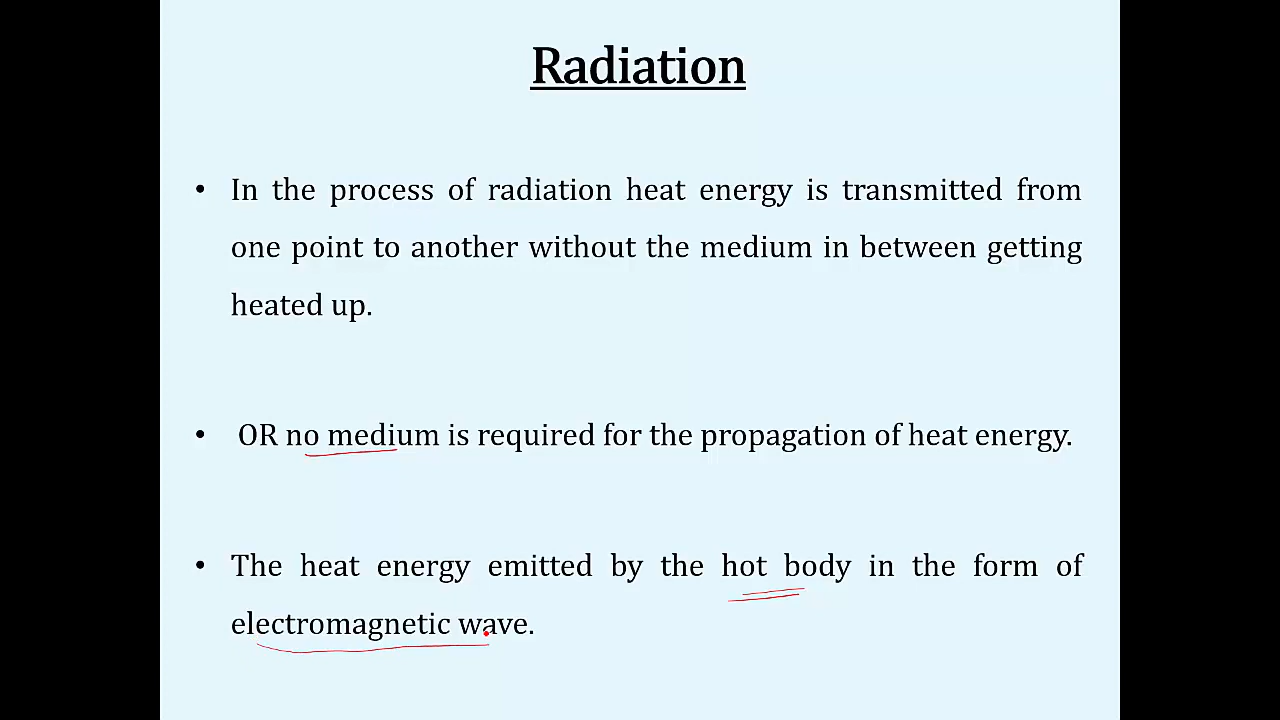 Radiation
• In the process of radiation heat energy is transmitted from
one point to another without the medium in between getting
heated up.
• OR no medium is required for the propagation of heat energy.
• The heat energy emitted by the hot body in the form of
electromagnetic wave.